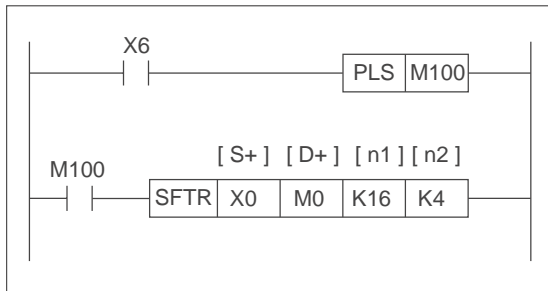 X6
PLS M100
[ S+ ] [ D+ ] [ n1 ] [ n2 ]
M100
SFTR X0 M0 K16 K4